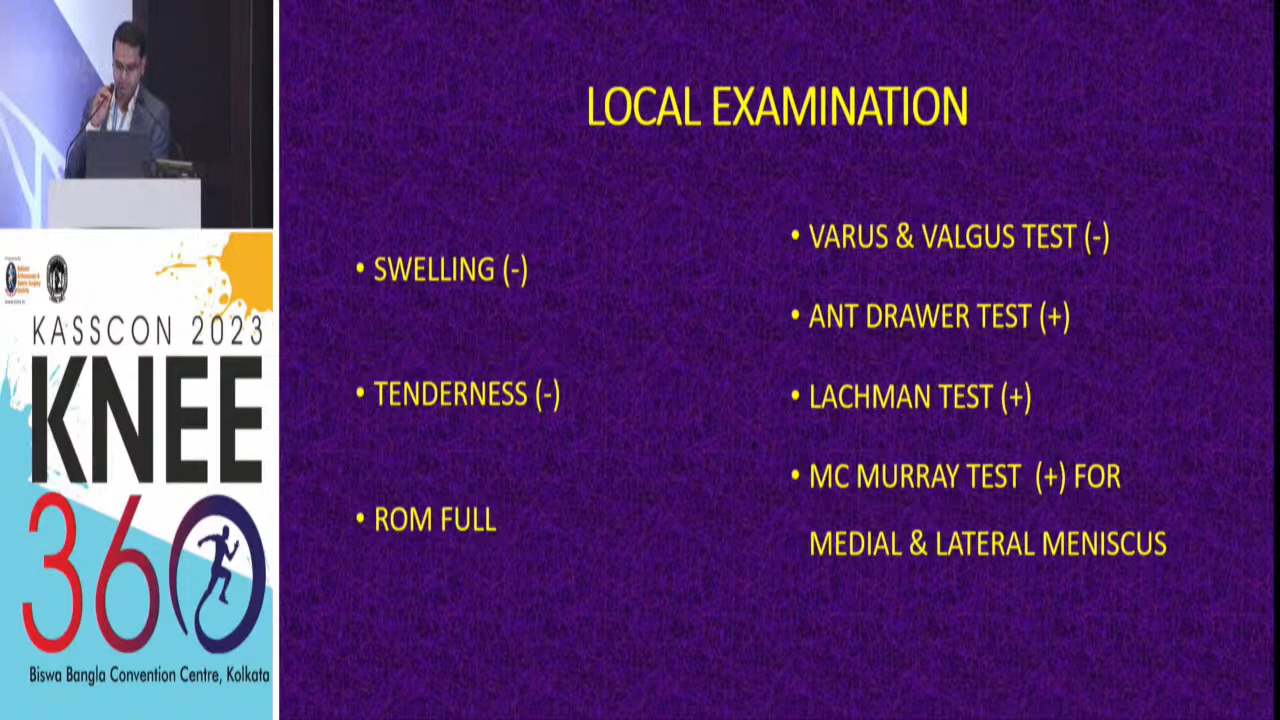 LOCAL EXAMINATION
• SWELLING (-)
• TENDERNESS (-)
• ROM FULL
• VARUS & VALGUS TEST (-)
• ANT DRAWER TEST (+)
• LACHMAN TEST (+)
• MC MURRAY TEST (+) FOR
MEDIAL & LATERAL MENISCUS
KASSCON 2023
KNEE
360
Biswa Bangla Convention Centre, Kolkata